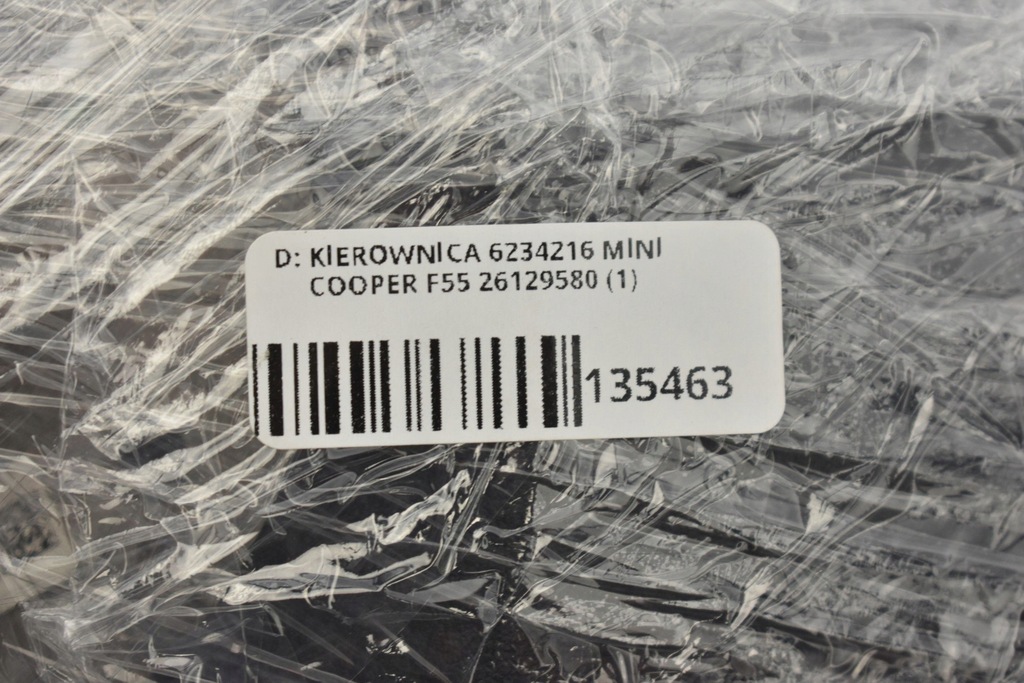 D: KIEROWNICA 6234216 MINI
COOPER F55 26129580 (1)
135463